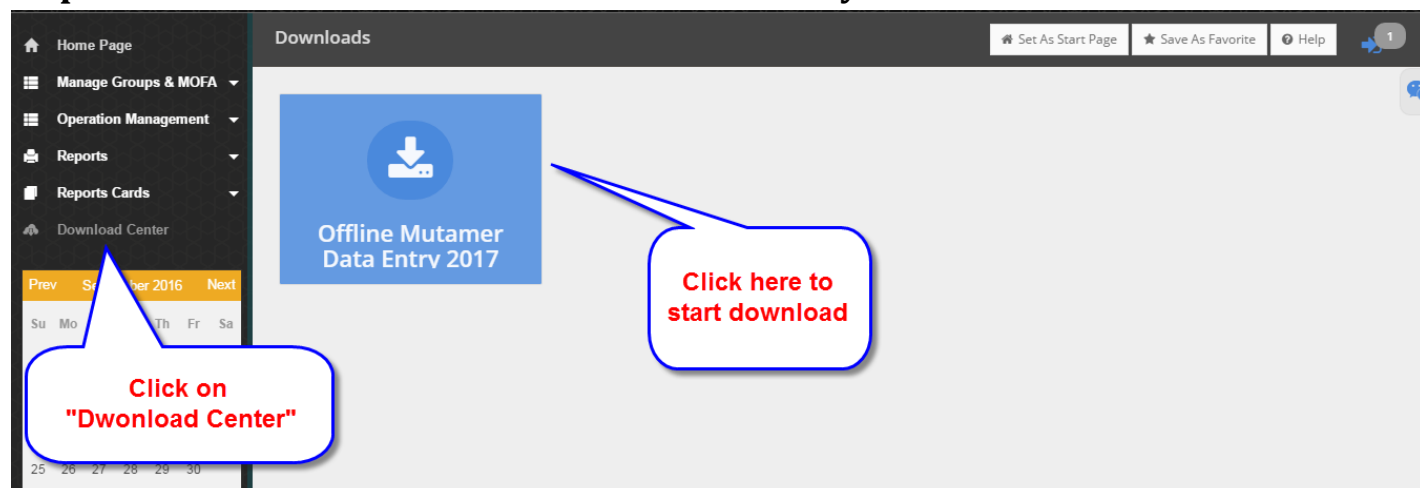 Home Page
Manage Groups & MOFA
Operation Management
Reports
Reports Cards
Download Center
Prev 2016 Next
Su Mo Th Fr Sa
25 26 27 28 29 30
Downloads
Set As Start Page
Save As Favorite
Help
1
Offline Mutamer
Data Entry 2017
Click here to
start download
Click on
"Dwonload Center"